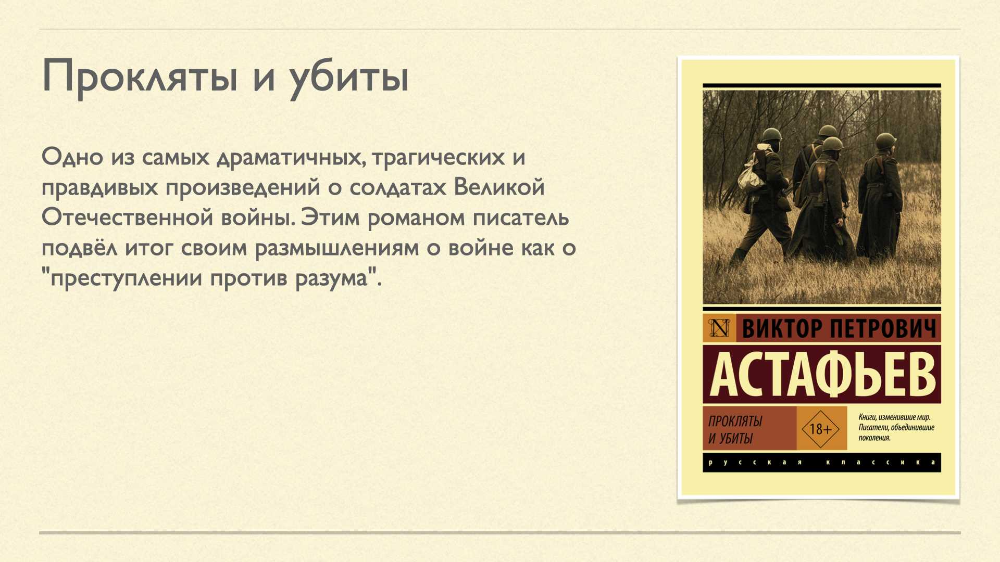 Прокляты и убиты
Одно из самых драматичных, трагических и
правдивых произведений о солдатах Великой
Отечественной войны. Этим романом писатель
подвёл итог своим размышлениям о войне как о
"преступлении против разума".
N ВИКТОР ПЕТРОВИЧ
АСТАФЬЕВ
ПРОКЛЯТЫ
И УБИТЫ
18+
Книги, изменившие мир.
Писатели, объединившие
поколения.
русская классика